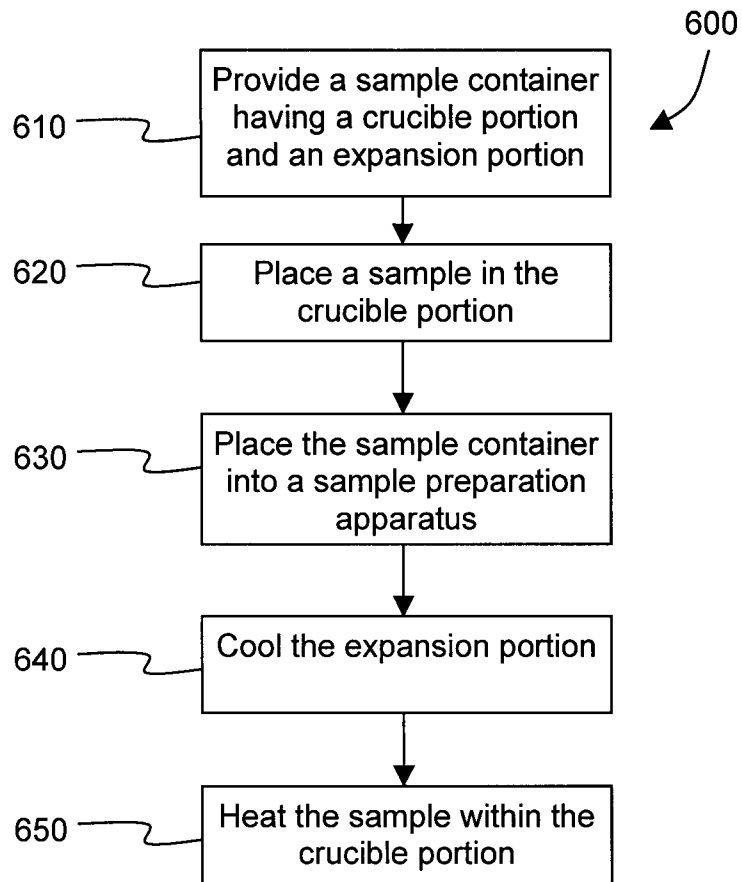 600
610
Provide a sample container
having a crucible portion
and an expansion portion
620
Place a sample in the
crucible portion
630
Place the sample container
into a sample preparation
apparatus
640
Cool the expansion portion
650
Heat the sample within the
crucible portion